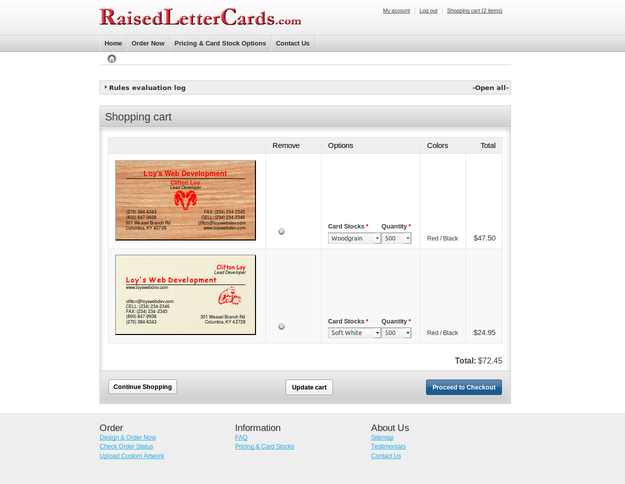 RaisedLetterCards.com
My account | Log out | Shopping cart (2 items)
Home Order Now Pricing & Card Stock Options Contact Us
Rules evaluation log -Open all-
Shopping cart
Remove Options Colors Total
Loy's Web Development
Clifton Loy
Lead Developer
(270) 384-6343 FAX: (234) 234-2345
(800) 847-9938 CELL: (234) 234-2346
301 Weasel Branch Rd clifton@loyswebdev.com
Columbia, KY 42728 www.loyswebdev.com
Card Stocks * Quantity *
Woodgrain 500
Red / Black
$47.50
Clifton Loy
Lead Developer
Loy's Web Development
www.loyswebdev.com
clifton@loyswebdev.com
CELL: (234) 234-2346
FAX: (234) 234-2345
(800) 847-9938 301 Weasel Branch Rd
(270) 384-6343 Columbia, KY 42728
Card Stocks * Quantity *
Soft White 500
Red / Black
$24.95
Total: $72.45
Continue Shopping Update cart Proceed to Checkout
Order Information About Us
Design & Order Now FAQ Sitemap
Check Order Status Pricing & Card Stocks Testimonials
Upload Custom Artwork Contact Us